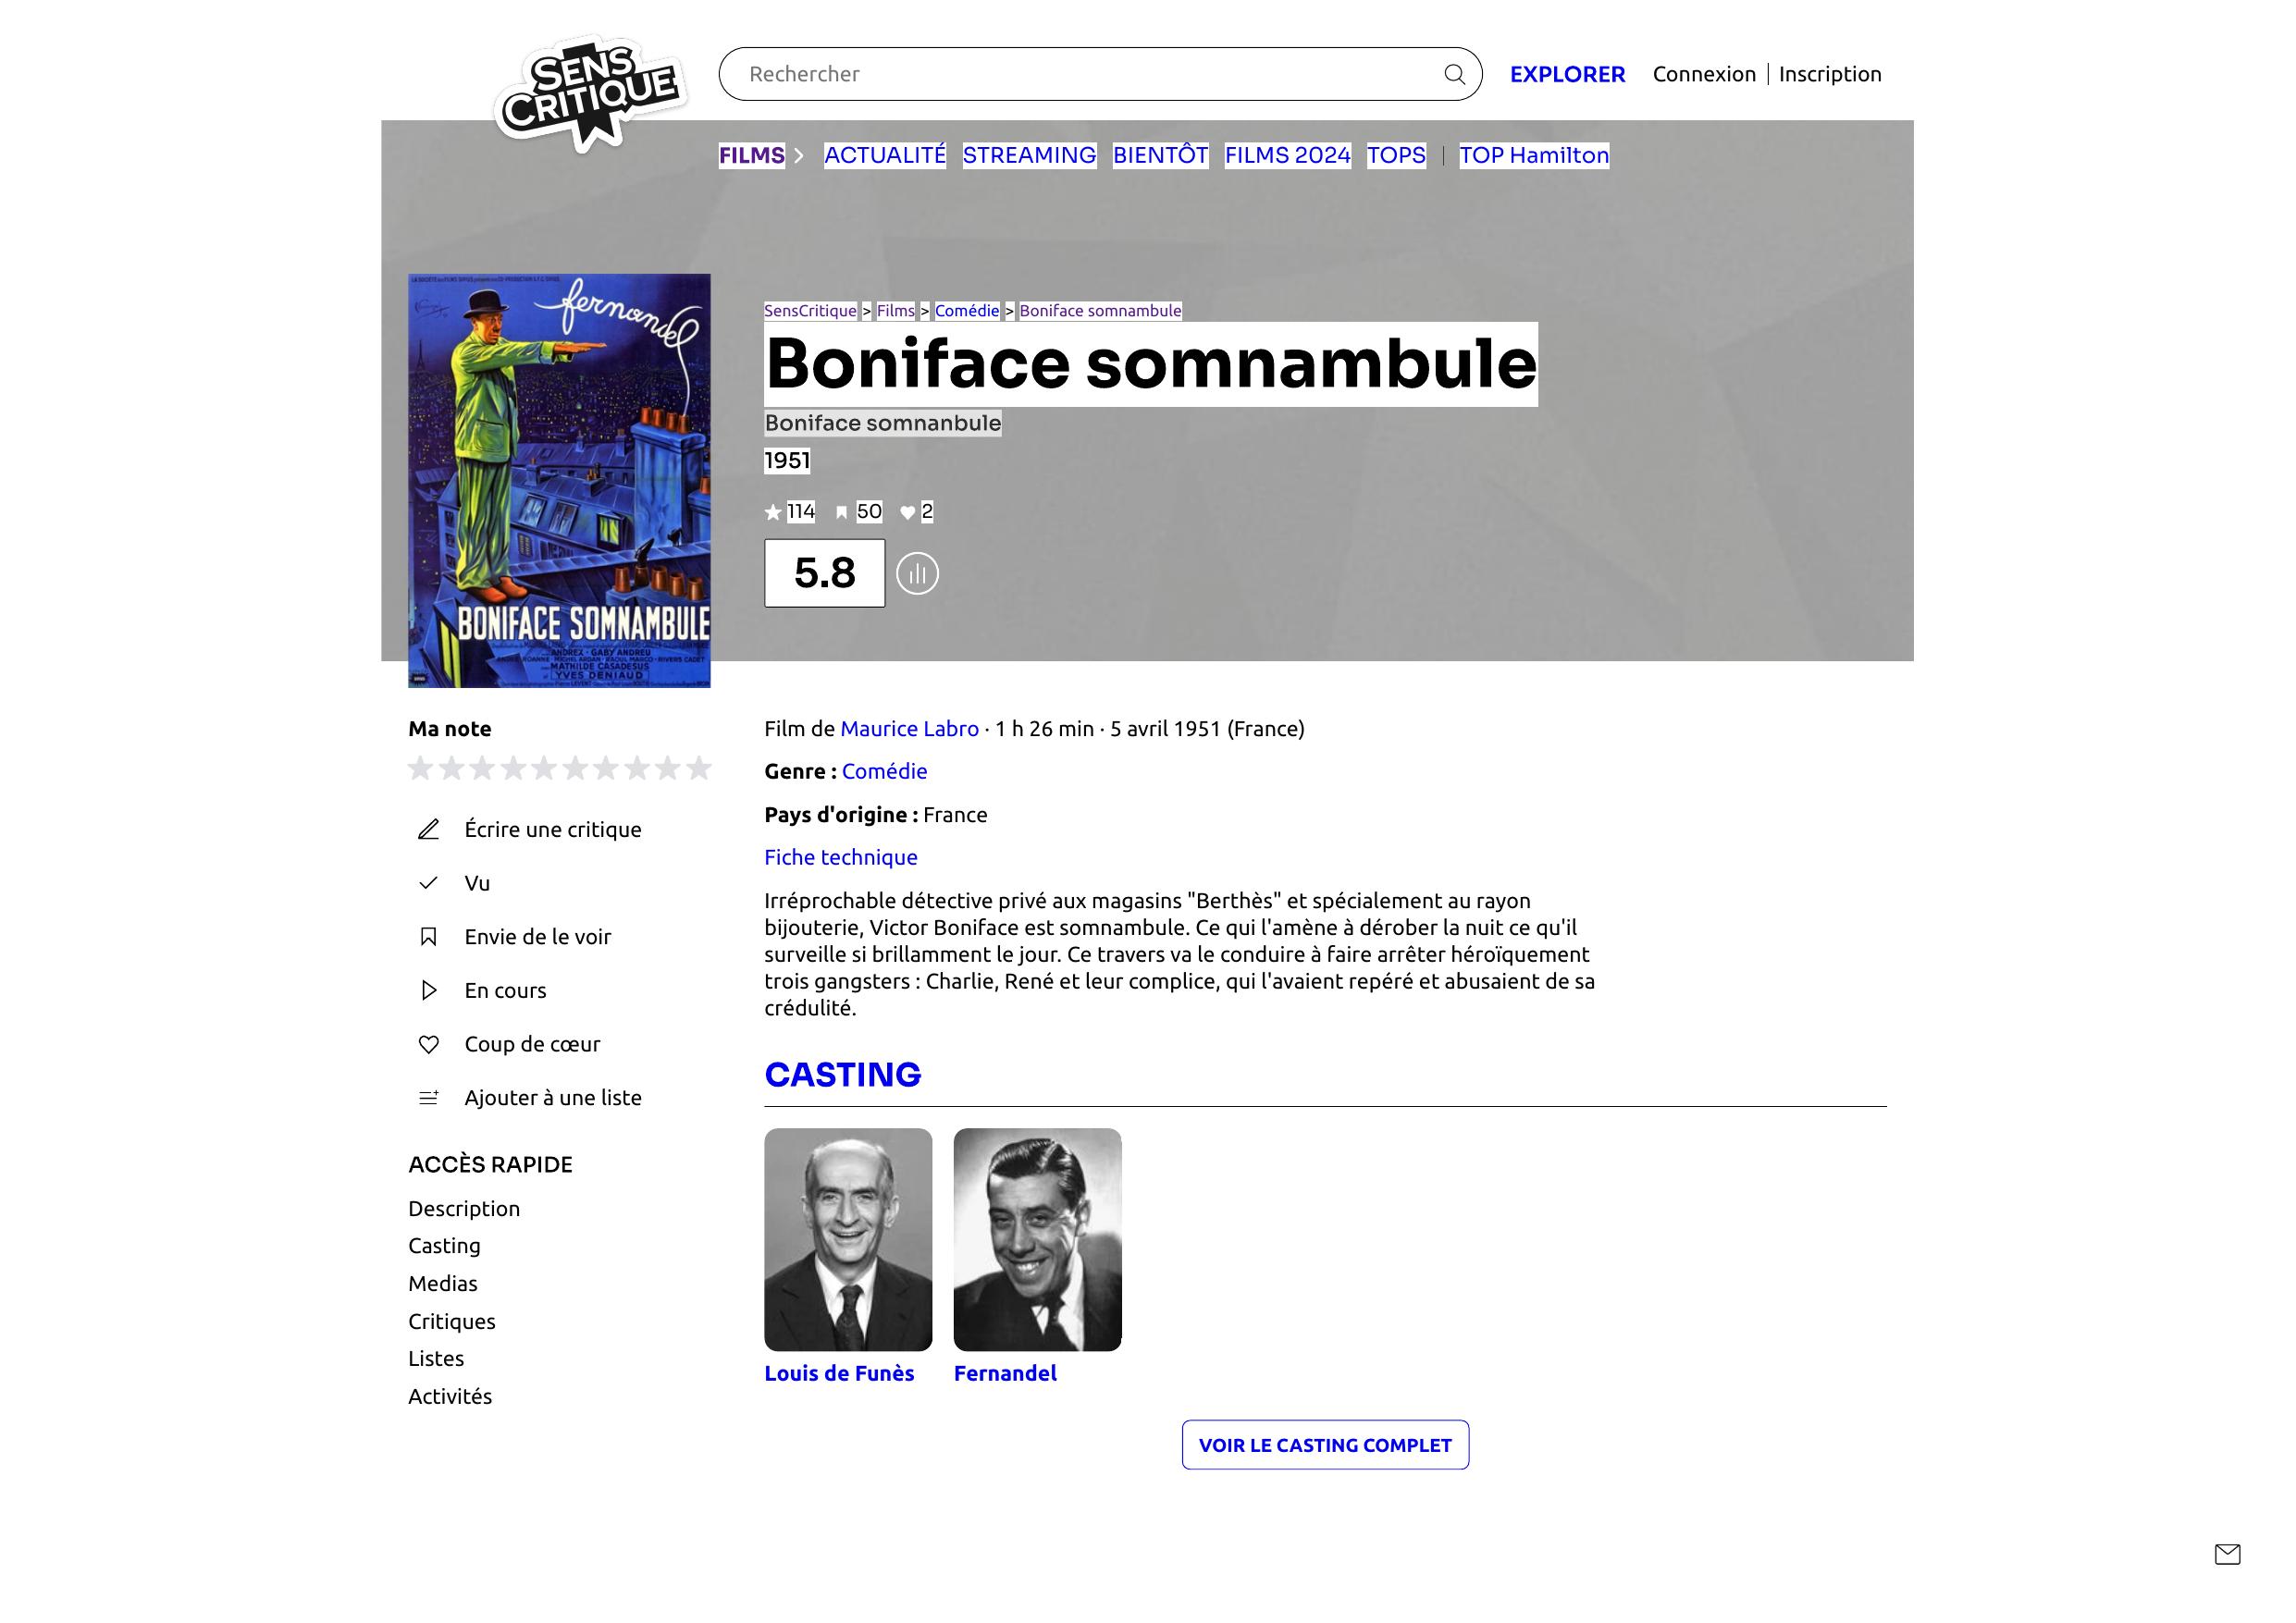 SENS
CRITIQUE
Rechercher
EXPLORER
Connexion | Inscription
FILMS
ACTUALITÉ STREAMING BIENTÔT FILMS 2024 TOPS | TOP Hamilton
fernandel
BONIFACE SOMNAMBULE
ANDREX - GABY ANDREU
MATHILDE CASADESUS
YVES DENIAUD
SensCritique > Films > Comédie > Boniface somnambule
Boniface somnambule
Boniface somnanbule
1951
114 50 2
5.8
Ma note
Écrire une critique
Vu
Envie de le voir
En cours
Coup de cœur
Ajouter à une liste
ACCÈS RAPIDE
Description
Casting
Medias
Critiques
Listes
Activités
Film de Maurice Labro · 1 h 26 min · 5 avril 1951 (France)
Genre : Comédie
Pays d'origine : France
Fiche technique
Irréprochable détective privé aux magasins "Berthès" et spécialement au rayon
bijouterie, Victor Boniface est somnambule. Ce qui l'amène à dérober la nuit ce qu'il
surveille si brillamment le jour. Ce travers va le conduire à faire arrêter héroïquement
trois gangsters : Charlie, René et leur complice, qui l'avaient repéré et abusaient de sa
crédulité.
CASTING
Louis de Funès
Fernandel
VOIR LE CASTING COMPLET